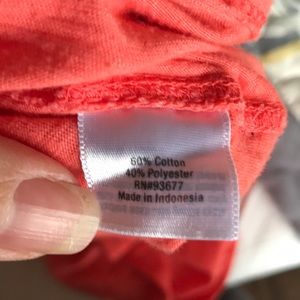 60% Cotton
40% Polyester
RN#93677
Made in Indonesia